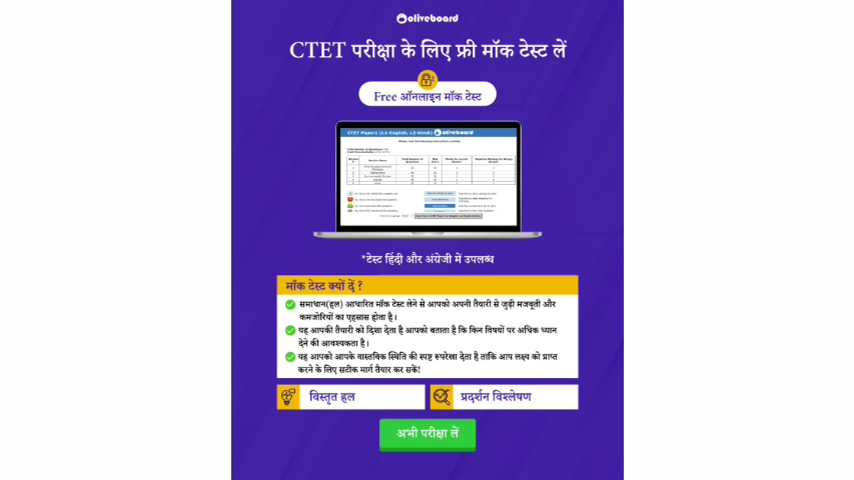 oliveboard
CTET परीक्षा के लिए फ्री मॉक टेस्ट लें
Free ऑनलाइन मॉक टेस्ट
CTET Paper-I (L1-English, L2-Hindi) oliveboard
*टेस्ट हिंदी और अंग्रेजी में उपलब्ध
मॉक टेस्ट क्यों दें ?
समाधान(हल) आधारित मॉक टेस्ट लेने से आपको अपनी तैयारी से जुड़ी मजबूती और
कमजोरियों का एहसास होता है।
यह आपकी तैयारी को दिशा देता है आपको बताता है कि किन विषयों पर अधिक ध्यान
देने की आवश्यकता है।
यह आपको आपके वास्तविक स्थिति की स्पष्ट रूपरेखा देता है ताकि आप लक्ष्य को प्राप्त
करने के लिए सटीक मार्ग तैयार कर सकें!
विस्तृत हल
प्रदर्शन विश्लेषण
अभी परीक्षा लें